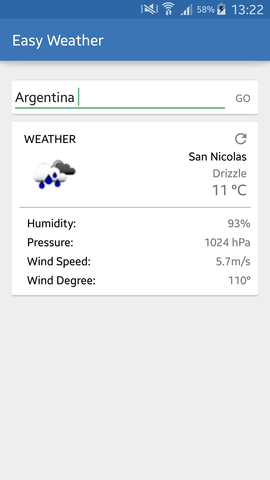 58% 13:22
Easy Weather
Argentina GO
WEATHER
San Nicolas
Drizzle
11 °C
Humidity: 93%
Pressure: 1024 hPa
Wind Speed: 5.7m/s
Wind Degree: 110°